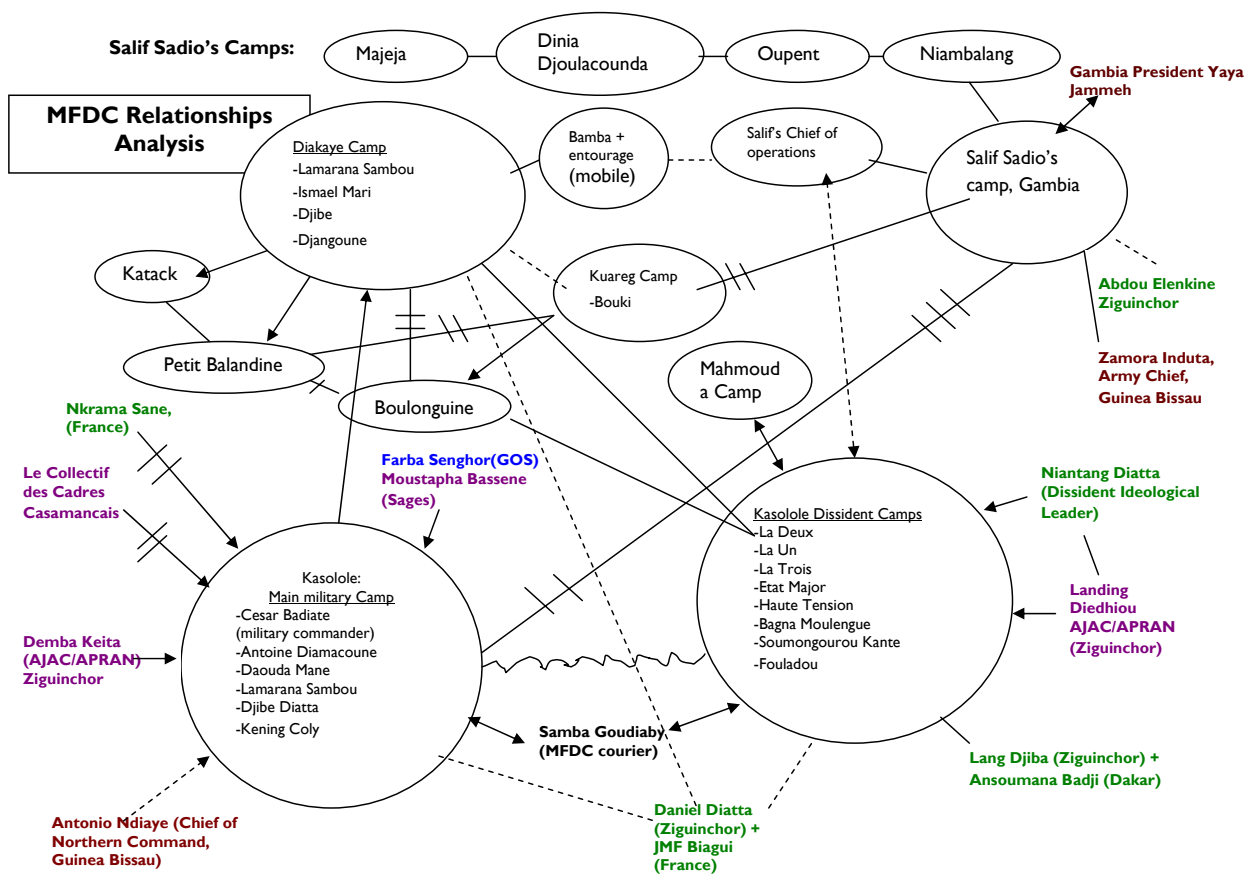 Salif Sadio's Camps:
Majeja
Dinia
Djoulacounda
Oupent
Niambalang
Gambia President Yaya
Jammeh
MFDC Relationships
Analysis
Diakaye Camp
-Lamarana Sambou
-Ismael Mari
-Djibe
-Djangoune
Bamba +
entourage
(mobile)
Salif's Chief of
operations
Salif Sadio's
camp, Gambia
Katack
Kuareg Camp
-Bouki
Abdou Elenkine
Ziguinchor
Petit Balandine
Boulonguine
Mahmoud
a Camp
Zamora Induta,
Army Chief,
Guinea Bissau
Nkrama Sane,
(France)
Le Collectif
des Cadres
Casamancais
Farba Senghor(GOS)
Moustapha Bassene
(Sages)
Niantang Diatta
(Dissident Ideological
Leader)
Kasolole Dissident Camps
-La Deux
-La Un
-La Trois
-Etat Major
-Haute Tension
-Bagna Moulengue
-Soumongourou Kante
-Fouladou
Kasolole:
Main military Camp
-Cesar Badiate
(military commander)
-Antoine Diamacoune
-Daouda Mane
-Lamarana Sambou
-Djibe Diatta
-Kening Coly
Demba Keita
(AJAC/APRAN)
Ziguinchor
Landing
Diedhiou
AJAC/APRAN
(Ziguinchor)
Samba Goudiaby
(MFDC courier)
Lang Djiba (Ziguinchor) +
Ansoumana Badji (Dakar)
Antonio Ndiaye (Chief of
Northern Command,
Guinea Bissau)
Daniel Diatta
(Ziguinchor) +
JMF Biagui
(France)